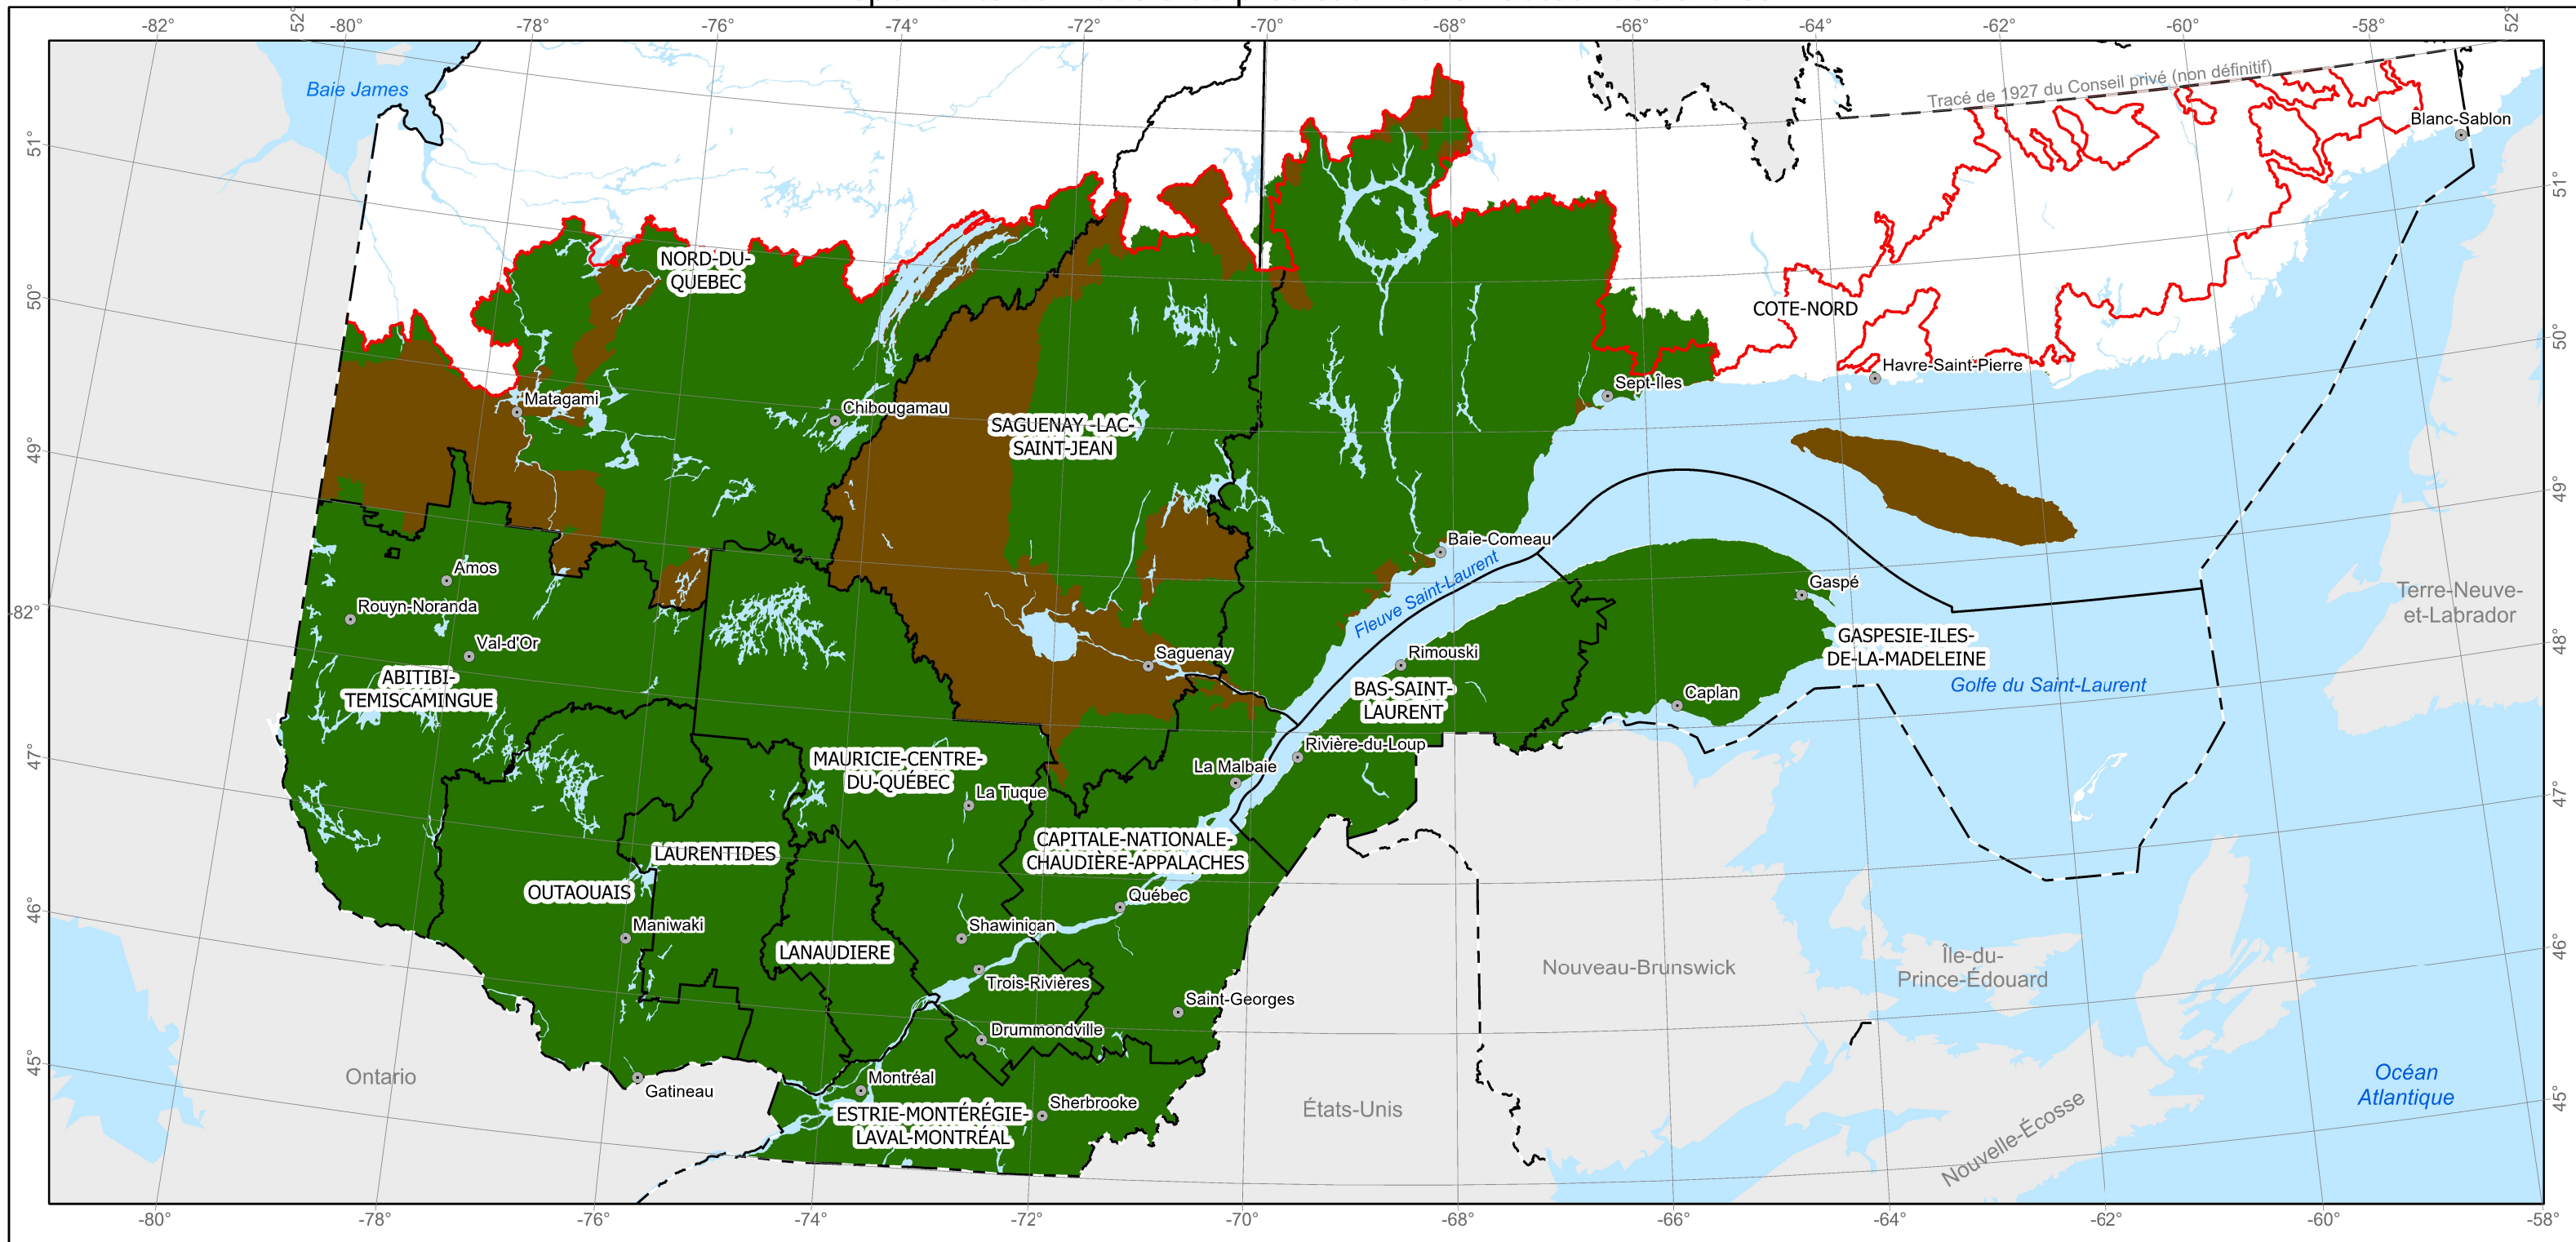 -82°
52°
-80°
-78°
-76°
-74°
-72°
-70°
-68°
-66°
-64°
-62°
-60°
-58°
52°
Baie James
Tracé de 1927 du Conseil privé (non définitif)
Blanc-Sablon
51°
51°
NORD-DU-
QUEBEC
50°
COTE-NORD
50°
Havre-Saint-Pierre
Sept-Îles
Matagami
Chibougamau
SAGUENAY -LAC-
SAINT-JEAN
49°
49°
Baie-Comeau
Amos
Fleuve Saint-Laurent
Gaspé
Terre-Neuve-
et-Labrador
-82°
Rouyn-Noranda
Val-d'Or
Saguenay
Rimouski
GASPESIE-ILES-
DE-LA-MADELEINE
48°
ABITIBI-
TEMISCAMINGUE
BAS-SAINT-
LAURENT
Caplan
Golfe du Saint-Laurent
47°
MAURICIE-CENTRE-
DU-QUÉBEC
Rivière-du-Loup
La Malbaie
La Tuque
47°
LAURENTIDES
CAPITALE-NATIONALE-
CHAUDIÈRE-APPALACHES
OUTAOUAIS
Québec
46°
Maniwaki
Shawinigan
LANAUDIERE
46°
Trois-Rivières
Nouveau-Brunswick
Île-du-
Prince-Édouard
Saint-Georges
Drummondville
45°
Ontario
Gatineau
Montréal
Sherbrooke
ESTRIE-MONTÉRÉGIE-
LAVAL-MONTRÉAL
États-Unis
Nouvelle-Écosse
Océan
Atlantique
45°
-80°
-78°
-76°
-74°
-72°
-70°
-68°
-66°
-64°
-62°
-60°
-58°